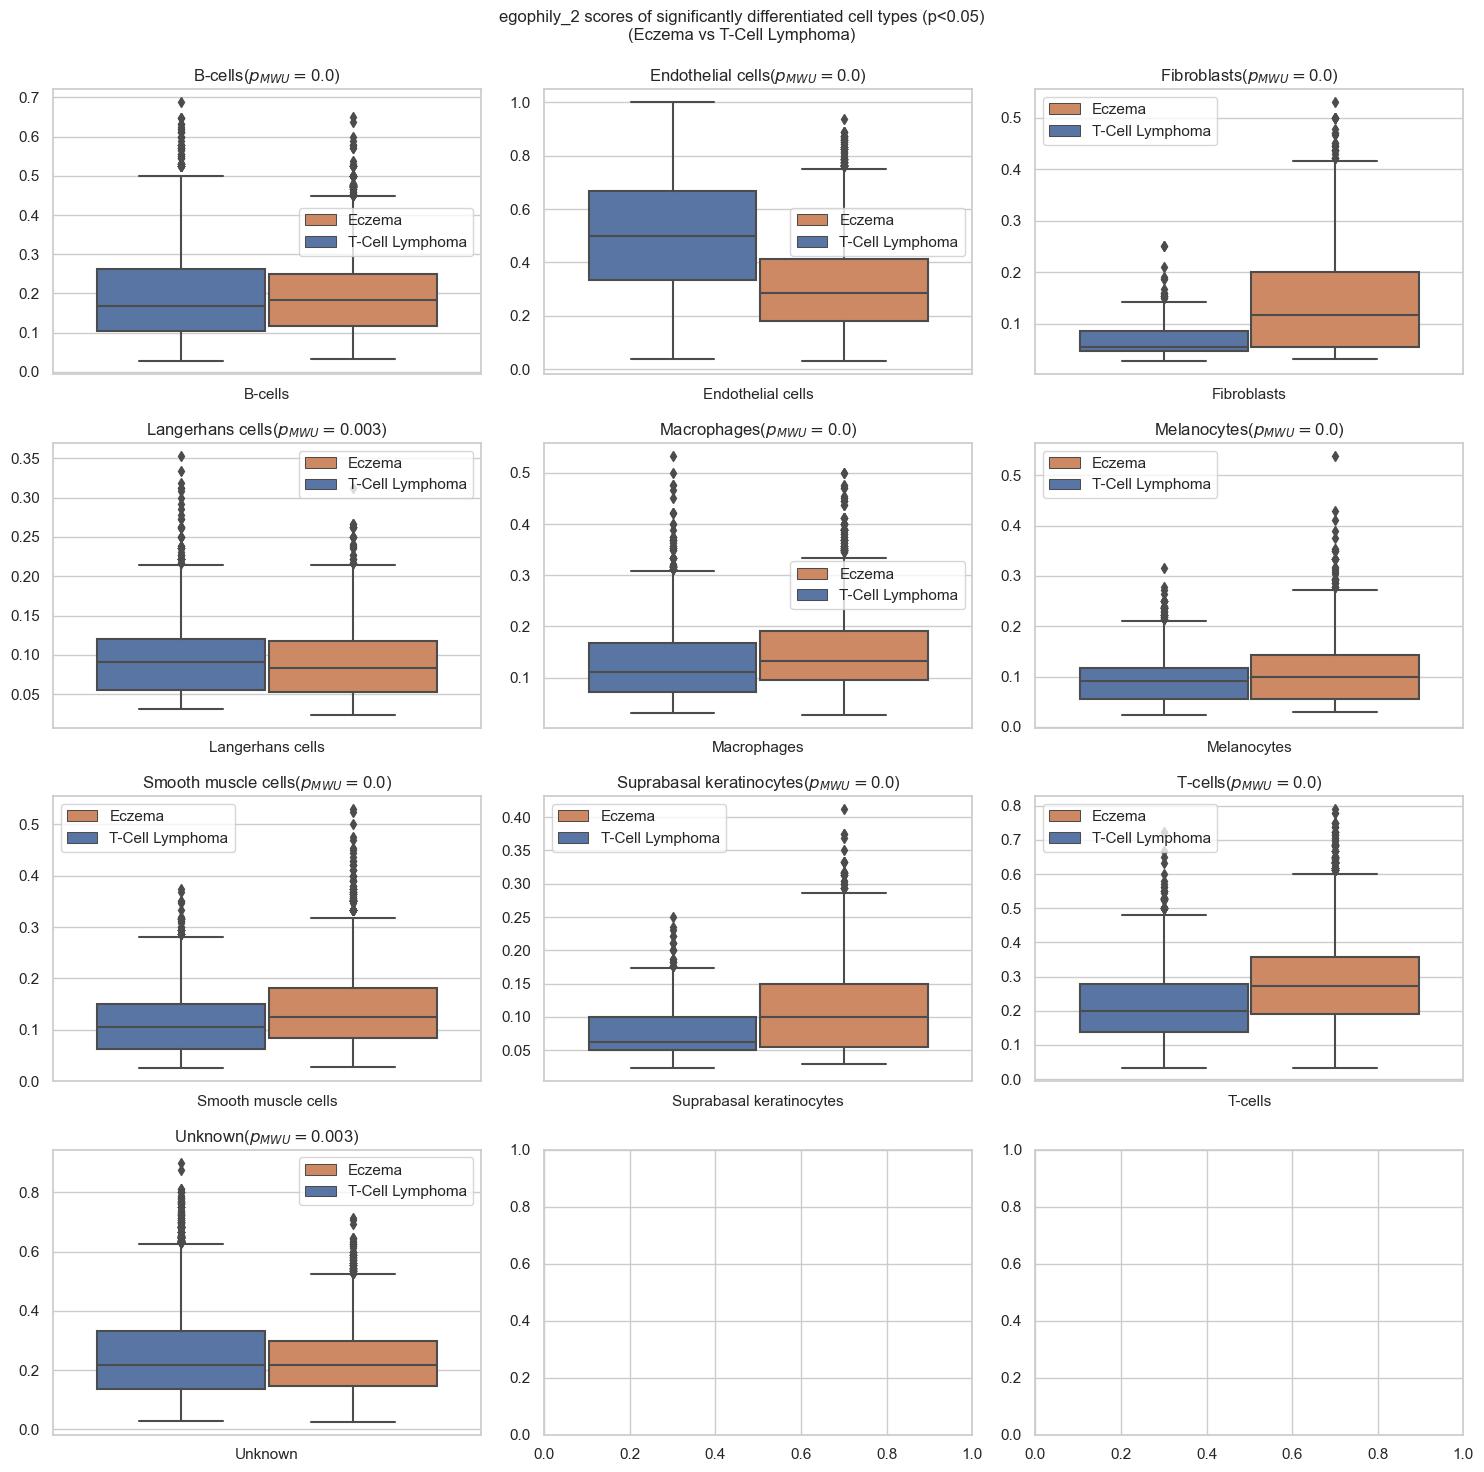 egophily_2 scores of significantly differentiated cell types (p<0.05)
(Eczema vs T-Cell Lymphoma)
B-cells(p_MWU = 0.0)
0.7
0.6
0.5
0.4
0.3
0.2
0.1
0.0
Eczema
T-Cell Lymphoma
B-cells
Endothelial cells(p_MWU = 0.0)
1.0
0.8
0.6
0.4
0.2
0.0
Eczema
T-Cell Lymphoma
Endothelial cells
Fibroblasts(p_MWU = 0.0)
0.5
0.4
0.3
0.2
0.1
Eczema
T-Cell Lymphoma
Fibroblasts
Langerhans cells(p_MWU = 0.003)
0.35
0.30
0.25
0.20
0.15
0.10
0.05
Eczema
T-Cell Lymphoma
Langerhans cells
Macrophages(p_MWU = 0.0)
0.5
0.4
0.3
0.2
0.1
Eczema
T-Cell Lymphoma
Macrophages
Melanocytes(p_MWU = 0.0)
0.5
0.4
0.3
0.2
0.1
0.0
Eczema
T-Cell Lymphoma
Melanocytes
Smooth muscle cells(p_MWU = 0.0)
0.5
0.4
0.3
0.2
0.1
0.0
Eczema
T-Cell Lymphoma
Smooth muscle cells
Suprabasal keratinocytes(p_MWU = 0.0)
0.40
0.35
0.30
0.25
0.20
0.15
0.10
0.05
Eczema
T-Cell Lymphoma
Suprabasal keratinocytes
T-cells(p_MWU = 0.0)
0.8
0.7
0.6
0.5
0.4
0.3
0.2
0.1
0.0
Eczema
T-Cell Lymphoma
T-cells
Unknown(p_MWU = 0.003)
0.8
0.6
0.4
0.2
0.0
Eczema
T-Cell Lymphoma
Unknown
1.0
0.8
0.6
0.4
0.2
0.0
0.0 0.2 0.4 0.6 0.8 1.0
1.0
0.8
0.6
0.4
0.2
0.0
0.0 0.2 0.4 0.6 0.8 1.0